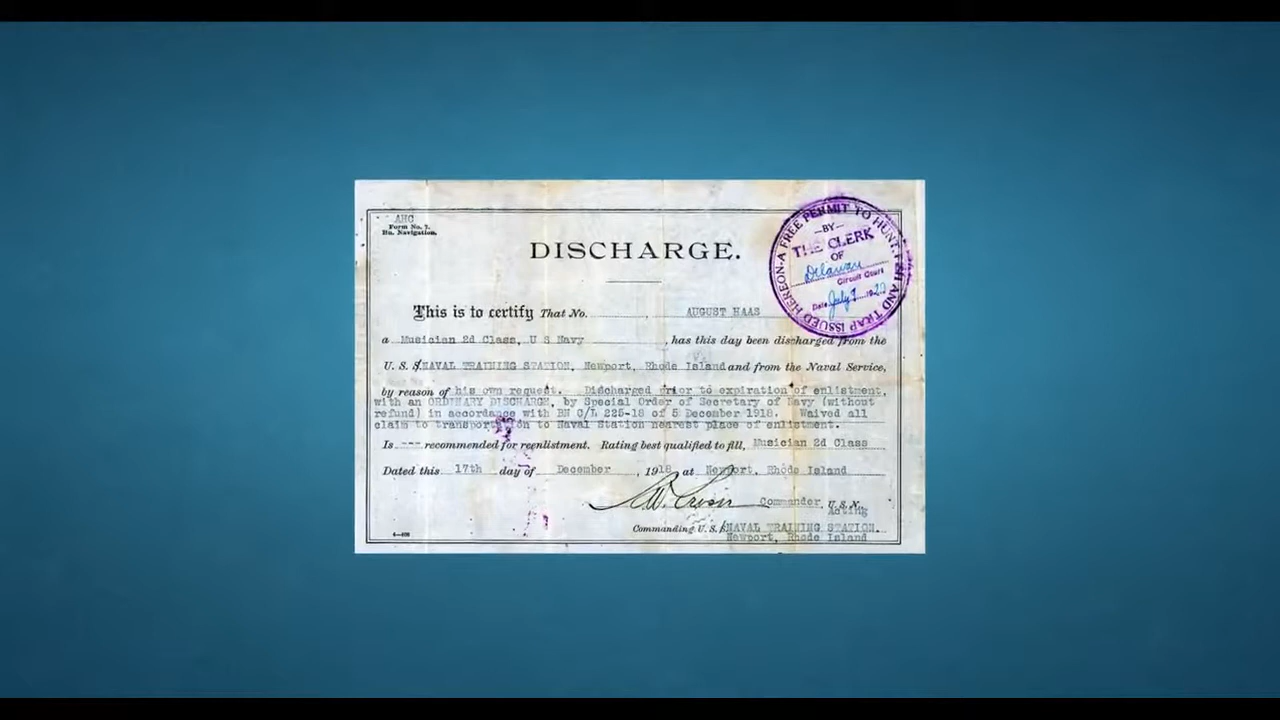 AHC
Form No. 7.
Bu. Navigation.
DISCHARGE.
A FREE PERMIT TO HUNT, FISH AND TRAP ISSUED HEREON
—BY—
THE CLERK
OF
Delaware
Circuit Court
Date July 7 1920
This is to certify That No. , AUGUST HAAS
a Musician 2d Class, U S Navy , has this day been discharged from the
U. S. S. NAVAL TRAINING STATION, Newport, Rhode Island and from the Naval Service,
by reason of his own request. Discharged prior to expiration of enlistment,
with an ORDINARY DISCHARGE, by Special Order of Secretary of Navy (without
refund) in accordance with BN C/L 225-18 of 5 December 1918. Waived all
claim to transportation to Naval Station nearest place of enlistment.
Is --- recommended for reenlistment. Rating best qualified to fill, Musician 2d Class
Dated this 17th day of December , 1918 at Newport, Rhode Island
Commander, U.S.N.
Acting
Commanding U. S. S. NAVAL TRAINING STATION.
Newport, Rhode Island